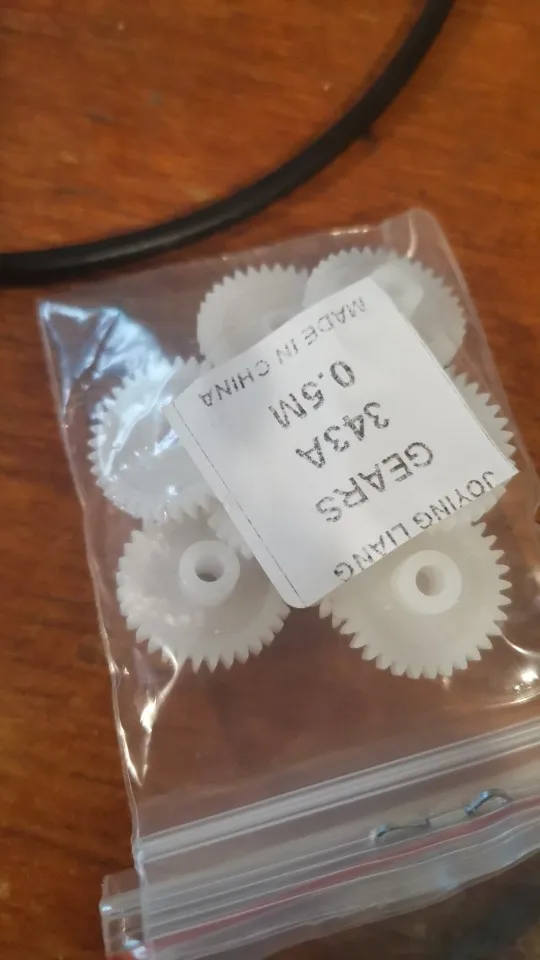 JOYING LIANG
GEARS
343A
0.5M
MADE IN CHINA